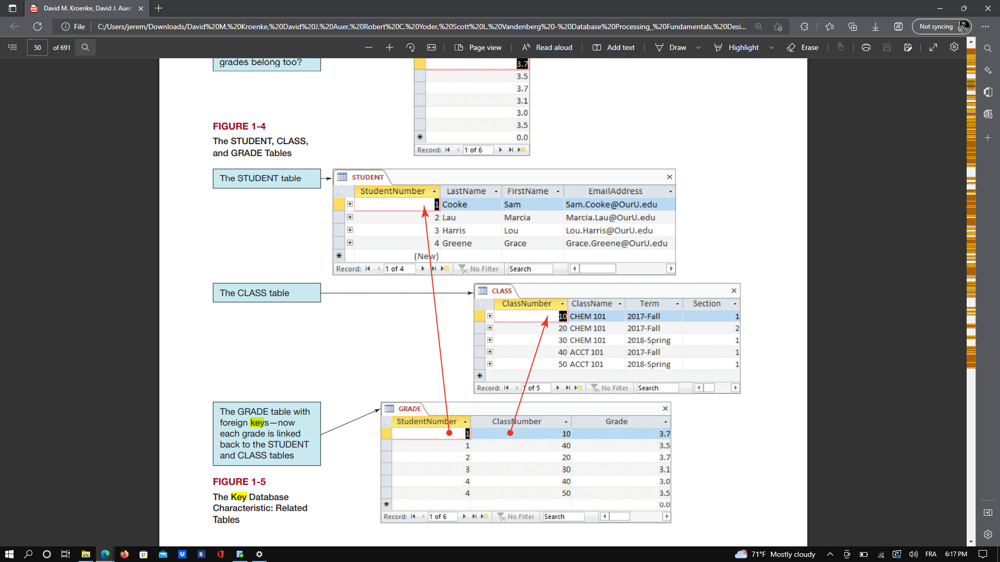 David M. Kroenke, David J. Auer,
File
C:/Users/jerem/Downloads/David%20M.%20Kroenke,%20David%20J.%20Auer,%20Robert%20C.%20Yoder,%20Scott%20L.%20Vandenberg%20-%20Database%20Processing_%20Fundamentals,%20Desi...
Not syncing
50 of 691
Page view
Read aloud
Add text
Draw
Highlight
Erase
grades belong too?
3.7
3.5
3.7
3.1
3.0
3.5
0.0
Record: 1 of 6
FIGURE 1-4
The STUDENT, CLASS,
and GRADE Tables
The STUDENT table
STUDENT
StudentNumber LastName FirstName EmailAddress
1 Cooke Sam Sam.Cooke@OurU.edu
2 Lau Marcia Marcia.Lau@OurU.edu
3 Harris Lou Lou.Harris@OurU.edu
4 Greene Grace Grace.Greene@OurU.edu
(New)
Record: 1 of 4 No Filter Search
The CLASS table
CLASS
ClassNumber ClassName Term Section
10 CHEM 101 2017-Fall 1
20 CHEM 101 2017-Fall 2
30 CHEM 101 2018-Spring 1
40 ACCT 101 2017-Fall 1
50 ACCT 101 2018-Spring 1
Record: 1 of 5 No Filter Search
The GRADE table with
foreign keys—now
each grade is linked
back to the STUDENT
and CLASS tables
GRADE
StudentNumber ClassNumber Grade
1 10 3.7
1 40 3.5
2 20 3.7
3 30 3.1
4 40 3.0
4 50 3.5
0.0
Record: 1 of 6 No Filter Search
FIGURE 1-5
The Key Database
Characteristic: Related
Tables
71°F Mostly cloudy
FRA
6:17 PM